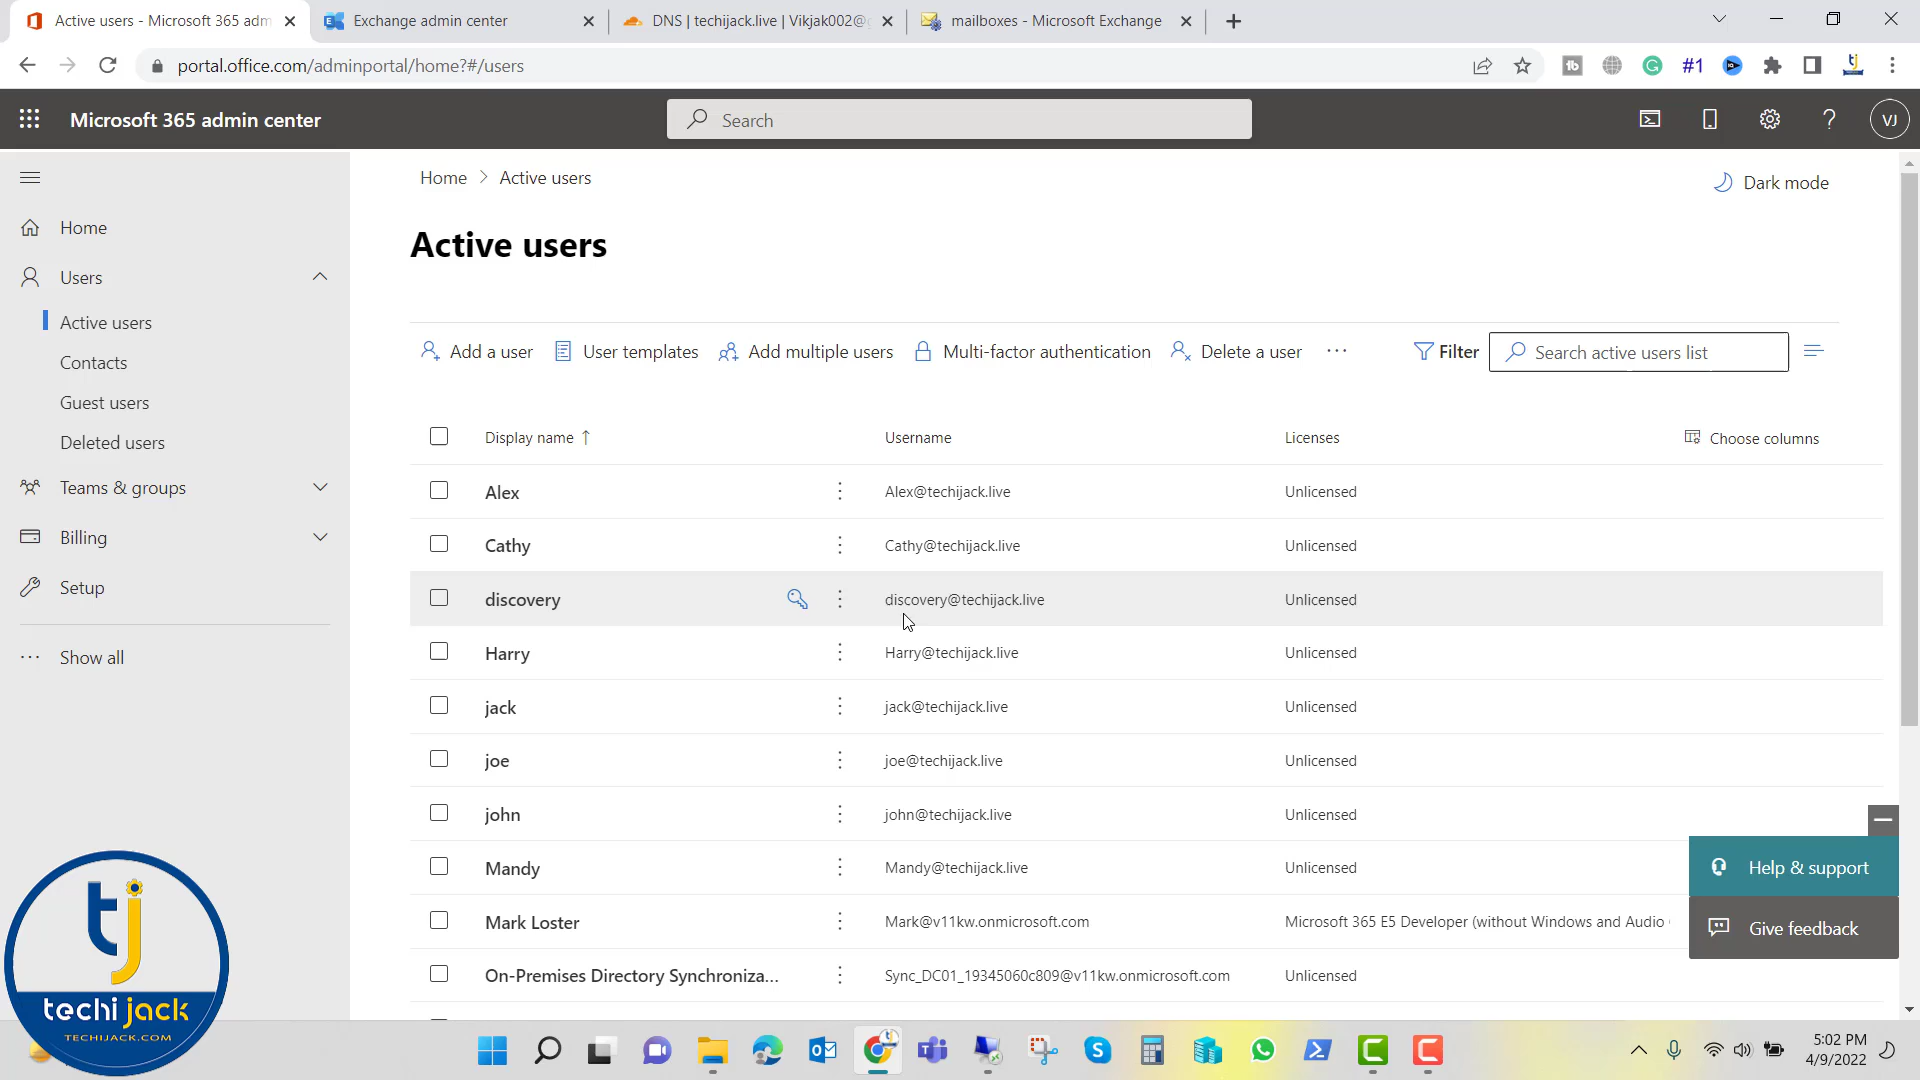 Active users - Microsoft 365 adm
Exchange admin center
DNS | techijack.live | Vikjak002@
mailboxes - Microsoft Exchange
portal.office.com/adminportal/home?#/users
#1
Microsoft 365 admin center
Search
VJ
Home
Users
Active users
Contacts
Guest users
Deleted users
Teams & groups
Billing
Setup
Show all
Home > Active users
Dark mode
Active users
Add a user
User templates
Add multiple users
Multi-factor authentication
Delete a user
Filter
Search active users list
Display name ↑ Username Licenses Choose columns
Alex Alex@techijack.live Unlicensed
Cathy Cathy@techijack.live Unlicensed
discovery discovery@techijack.live Unlicensed
Harry Harry@techijack.live Unlicensed
jack jack@techijack.live Unlicensed
joe joe@techijack.live Unlicensed
john john@techijack.live Unlicensed
Mandy Mandy@techijack.live Unlicensed
Mark Loster Mark@v11kw.onmicrosoft.com Microsoft 365 E5 Developer (without Windows and Audio
On-Premises Directory Synchroniza... Sync_DC01_19345060c809@v11kw.onmicrosoft.com Unlicensed
Help & support
Give feedback
tj
techijack
TECHIJACK.COM
5:02 PM
4/9/2022